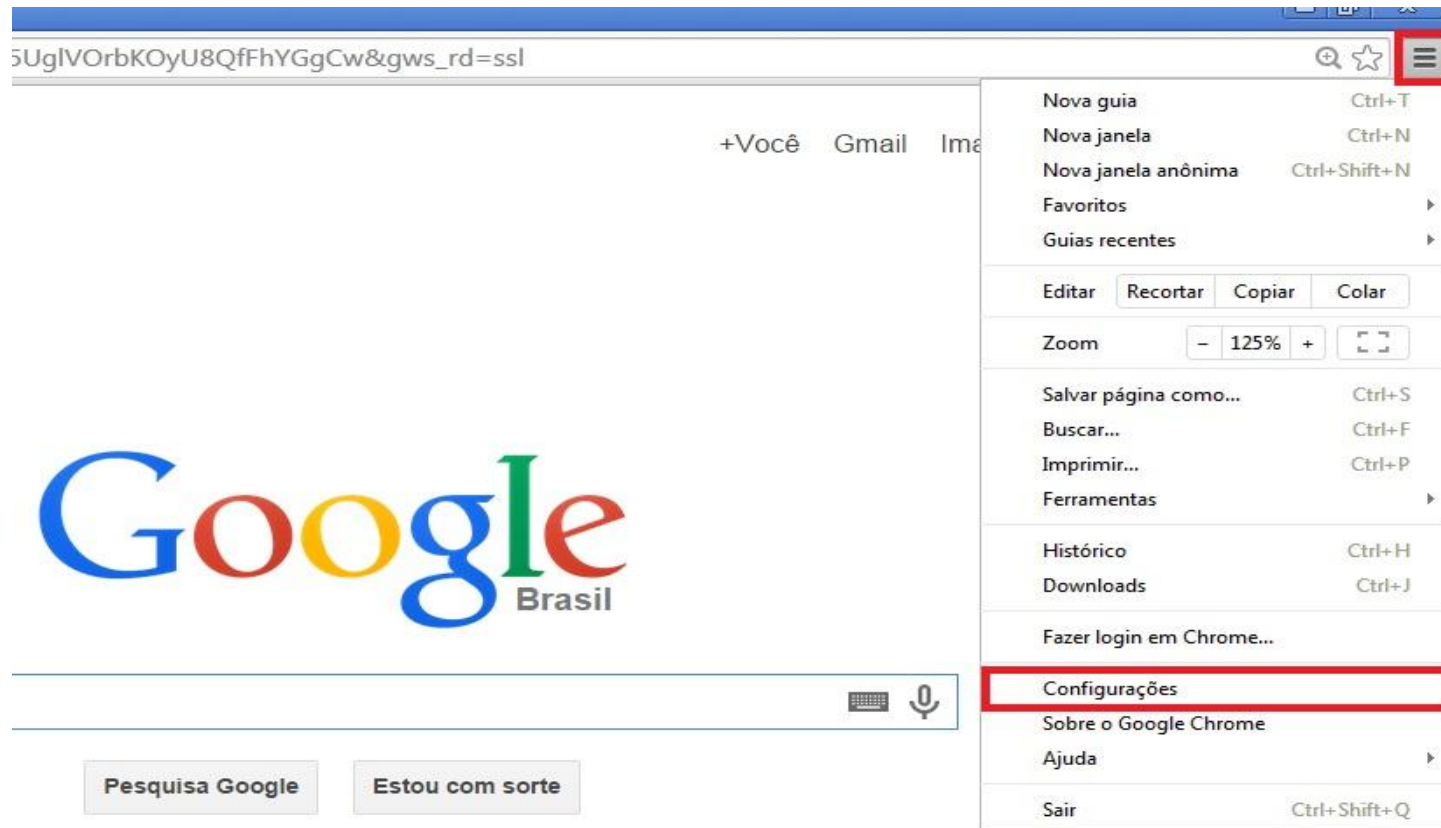 5UglVOrbKOyU8QfFhYGgCw&gws_rd=ssl
+Você Gmail Ima
Nova guia Ctrl+T
Nova janela Ctrl+N
Nova janela anônima Ctrl+Shift+N
Favoritos
Guias recentes
Editar Recortar Copiar Colar
Zoom - 125% +
Salvar página como... Ctrl+S
Buscar... Ctrl+F
Imprimir... Ctrl+P
Ferramentas
Histórico Ctrl+H
Downloads Ctrl+J
Fazer login em Chrome...
Configurações
Sobre o Google Chrome
Ajuda
Sair Ctrl+Shift+Q
Google
Brasil
Pesquisa Google Estou com sorte